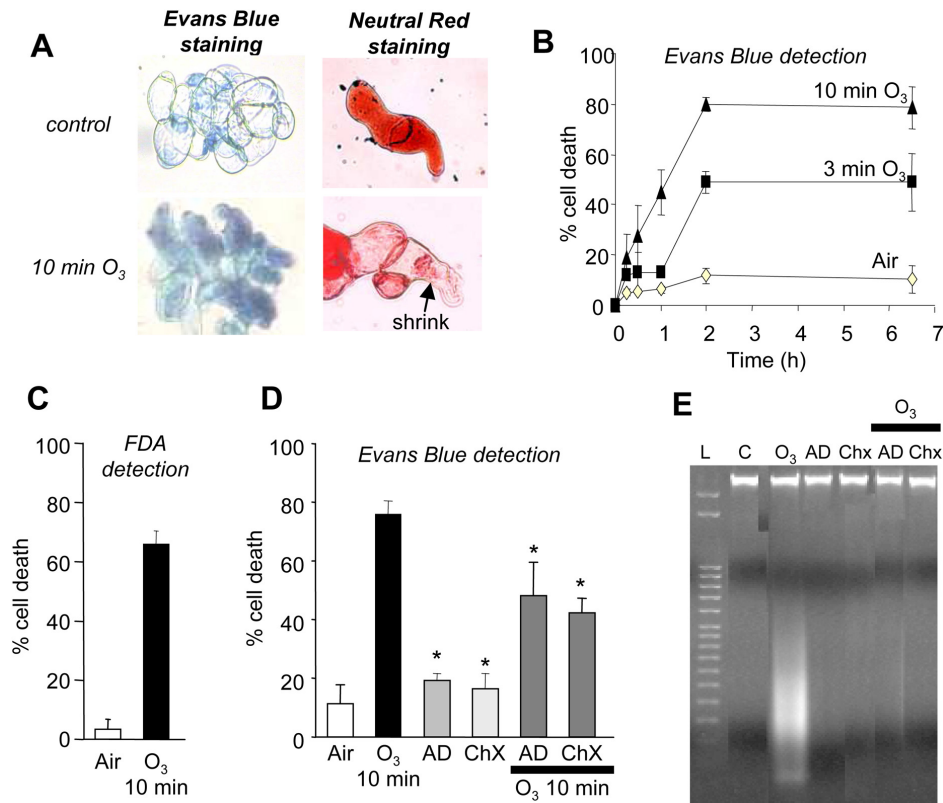 A
Evans Blue
staining
Neutral Red
staining
control
10 min O₃
shrink
B
Evans Blue detection
% cell death
100
80
60
40
20
0
10 min O₃
3 min O₃
Air
0 1 2 3 4 5 6 7
Time (h)
C
FDA
detection
% cell death
100
80
60
40
20
0
Air O₃
10 min
D
Evans Blue detection
% cell death
100
80
60
40
20
0
* * * *
Air O₃ AD ChX AD ChX
10 min
O₃ 10 min
E
O₃
L C O₃ AD Chx AD Chx